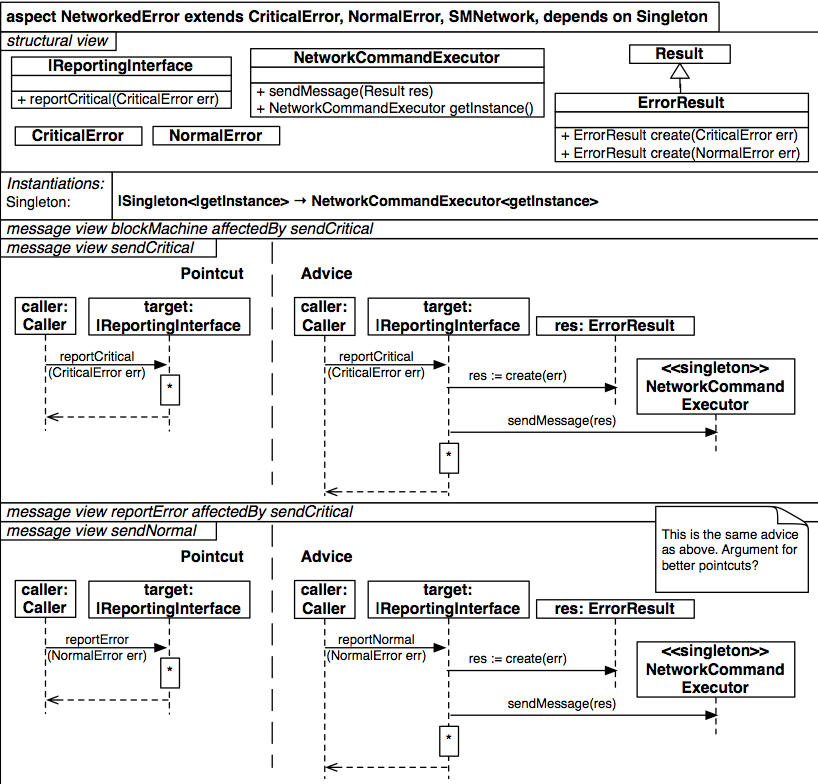 aspect NetworkedError extends CriticalError, NormalError, SMNetwork, depends on Singleton
structural view
IReportingInterface
+ reportCritical(CriticalError err)
NetworkCommandExecutor
+ sendMessage(Result res)
+ NetworkCommandExecutor getInstance()
Result
ErrorResult
+ ErrorResult create(CriticalError err)
+ ErrorResult create(NormalError err)
CriticalError
NormalError
Instantiations:
Singleton:
ISingleton<|getInstance> → NetworkCommandExecutor<getInstance>
message view blockMachine affectedBy sendCritical
message view sendCritical
Pointcut
Advice
caller:
Caller
target:
IReportingInterface
reportCritical
(CriticalError err)
*
caller:
Caller
target:
IReportingInterface
res: ErrorResult
reportCritical
(CriticalError err)
res := create(err)
<<singleton>>
NetworkCommand
Executor
sendMessage(res)
*
message view reportError affectedBy sendCritical
message view sendNormal
This is the same advice
as above. Argument for
better pointcuts?
Pointcut
Advice
caller:
Caller
target:
IReportingInterface
reportError
(NormalError err)
*
caller:
Caller
target:
IReportingInterface
res: ErrorResult
reportNormal
(NormalError err)
res := create(err)
<<singleton>>
NetworkCommand
Executor
sendMessage(res)
*